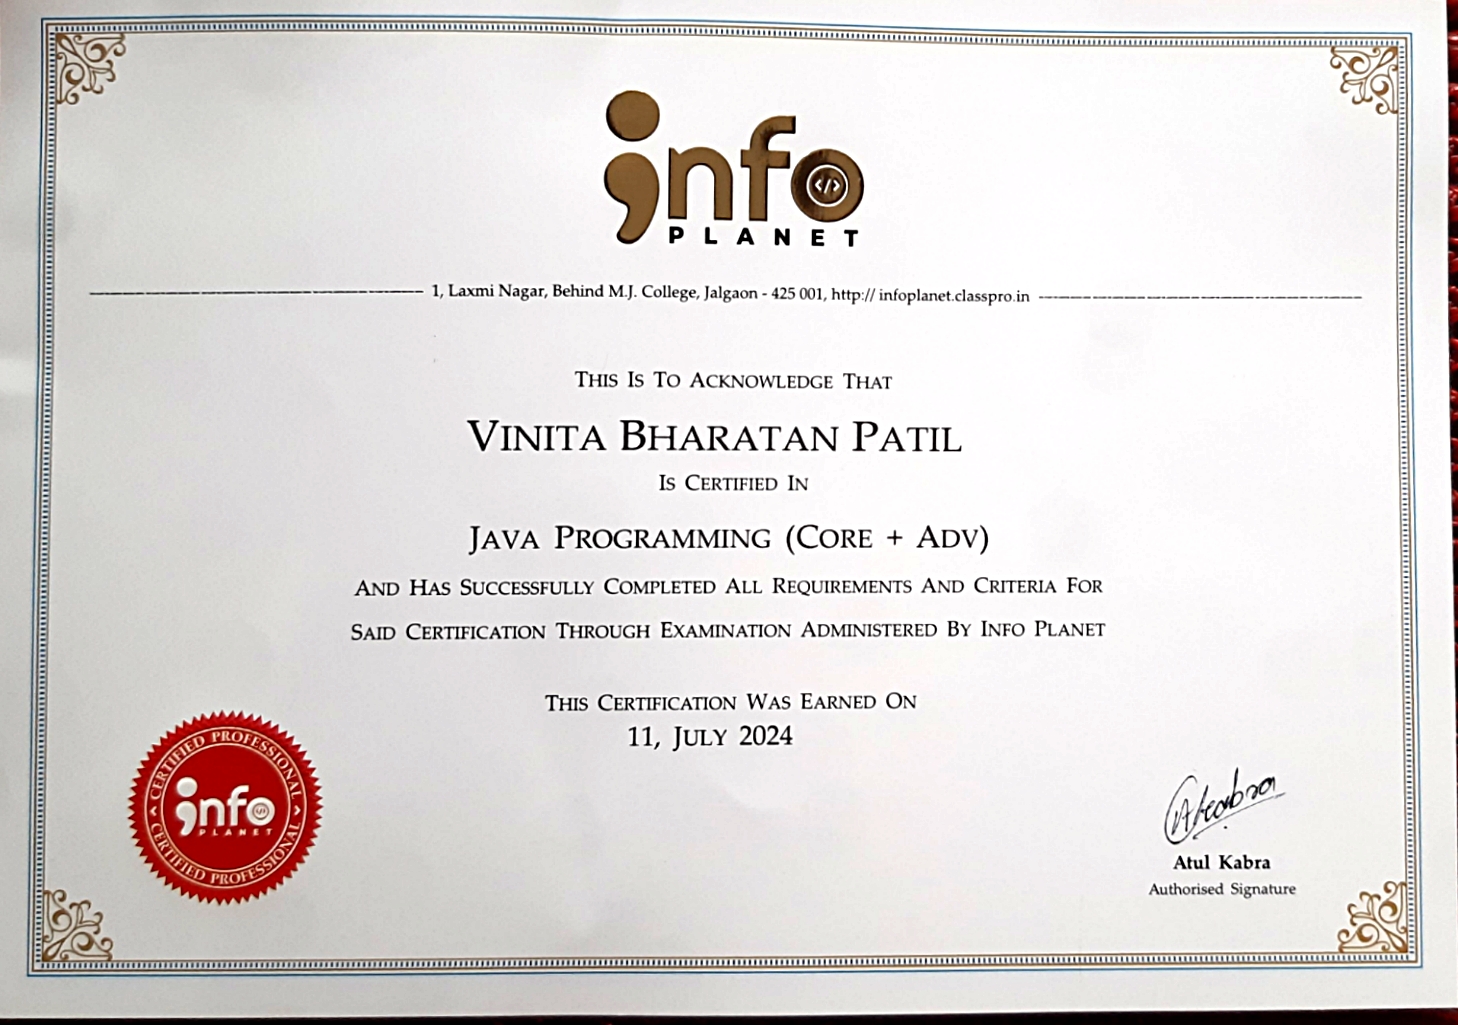 info
PLANET
1, Laxmi Nagar, Behind M.J. College, Jalgaon - 425 001, http:// infoplanet.classpro.in
THIS IS TO ACKNOWLEDGE THAT
VINITA BHARATAN PATIL
IS CERTIFIED IN
JAVA PROGRAMMING (CORE + ADV)
AND HAS SUCCESSFULLY COMPLETED ALL REQUIREMENTS AND CRITERIA FOR
SAID CERTIFICATION THROUGH EXAMINATION ADMINISTERED BY INFO PLANET
THIS CERTIFICATION WAS EARNED ON
11, JULY 2024
CERTIFIED PROFESSIONAL
info
PLANET
CERTIFIED PROFESSIONAL
Atul Kabra
Authorised Signature